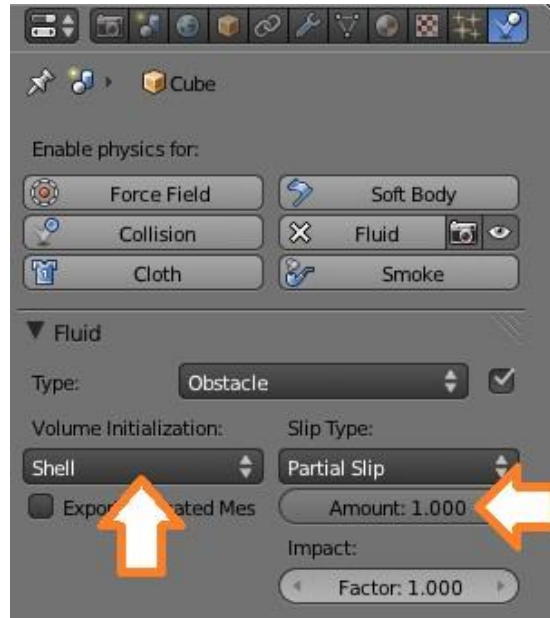 Cube
Enable physics for:
Force Field Soft Body
Collision Fluid
Cloth Smoke
Fluid
Type: Obstacle
Volume Initialization: Slip Type:
Shell Partial Slip
Mes Amount: 1.000
Impact:
Factor: 1.000